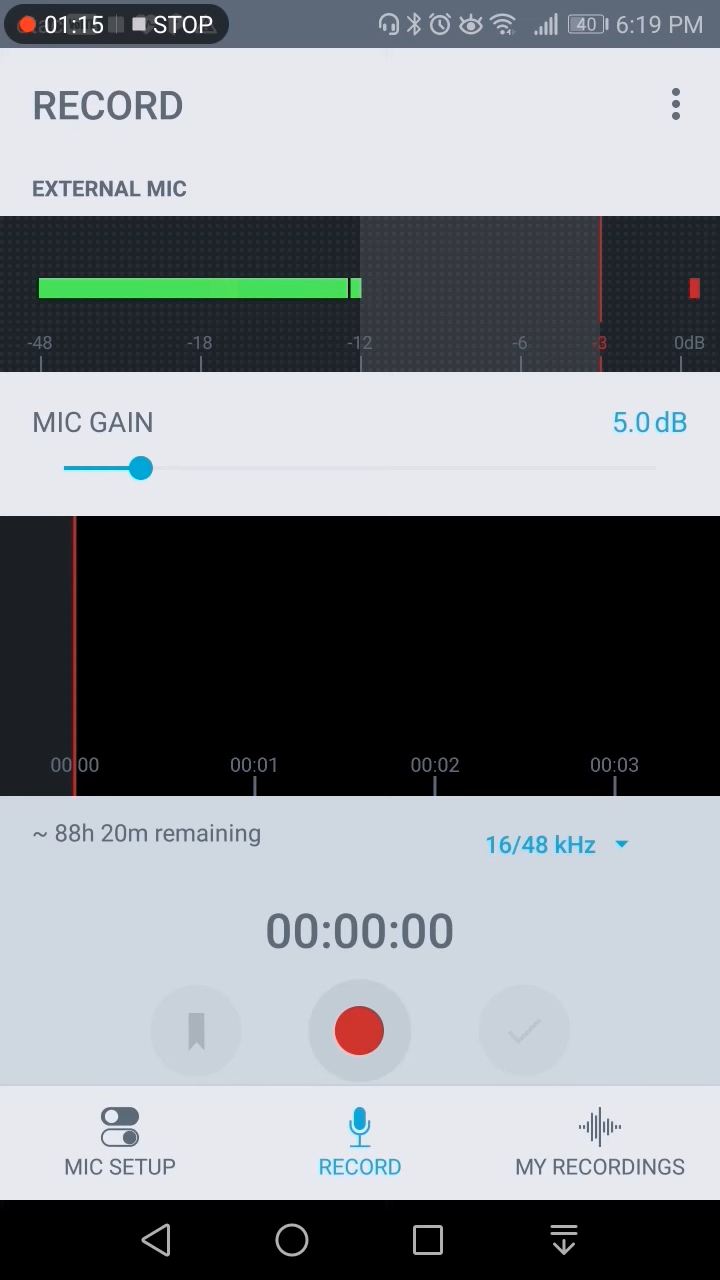 01:15 STOP 40 6:19 PM
RECORD
EXTERNAL MIC
-48 -18 -12 -6 -3 0dB
MIC GAIN 5.0 dB
00:00 00:01 00:02 00:03
~ 88h 20m remaining 16/48 kHz
00:00:00
MIC SETUP RECORD MY RECORDINGS